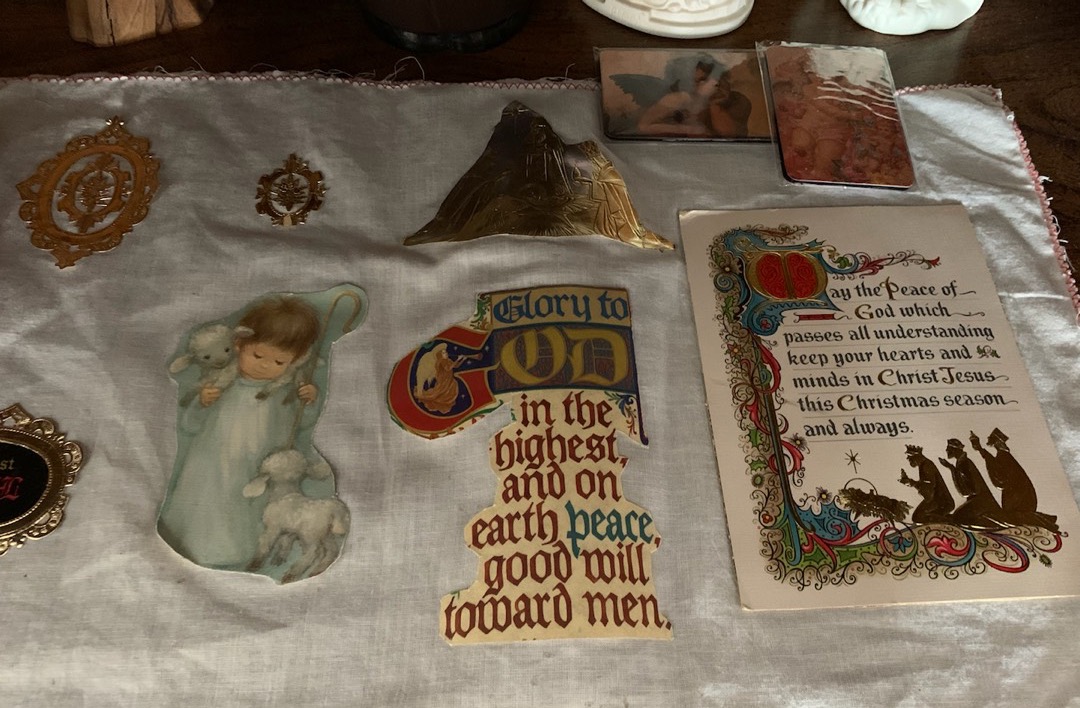 Glory to
GOD
in the
highest,
and on
earth peace,
good will
toward men.
May the Peace of
God which
passes all understanding
keep your hearts and
minds in Christ Jesus
this Christmas season
and always.
st